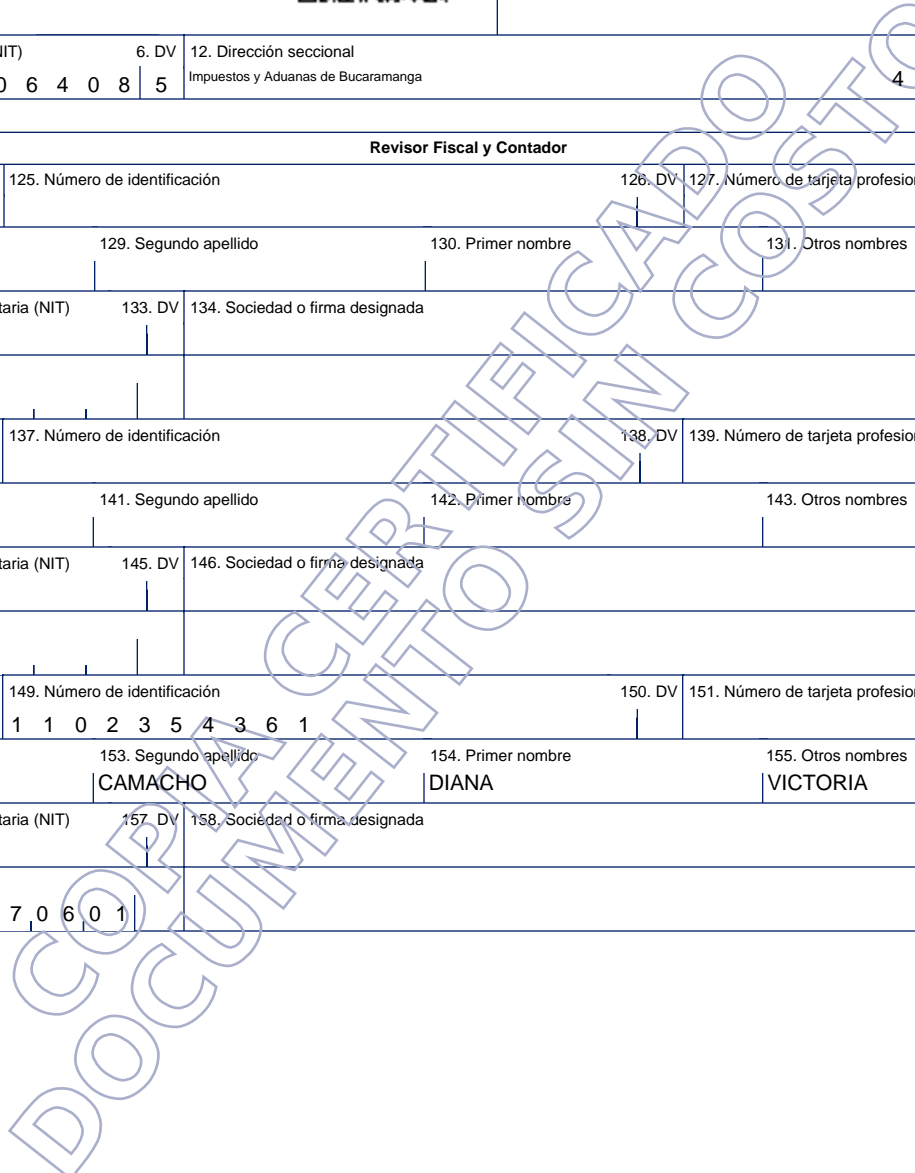 NIT) 6. DV 12. Dirección seccional
0 6 4 0 8 5 Impuestos y Aduanas de Bucaramanga 4
Revisor Fiscal y Contador
125. Número de identificación 126. DV 127. Número de tarjeta profesion
129. Segundo apellido 130. Primer nombre 131. Otros nombres
taria (NIT) 133. DV 134. Sociedad o firma designada
137. Número de identificación 138. DV 139. Número de tarjeta profesion
141. Segundo apellido 142. Primer nombre 143. Otros nombres
taria (NIT) 145. DV 146. Sociedad o firma designada
149. Número de identificación 150. DV 151. Número de tarjeta profesion
1 1 0 2 3 5 4 3 6 1
153. Segundo apellido 154. Primer nombre 155. Otros nombres
CAMACHO DIANA VICTORIA
taria (NIT) 157. DV 158. Sociedad o firma designada
7 0 6 0 1
COPIA CERTIFICADO
DOCUMENTO SIN COSTO